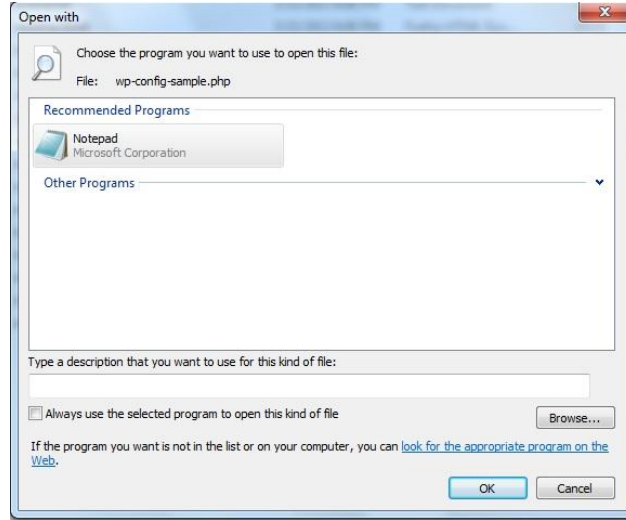 Open with
Choose the program you want to use to open this file:
File: wp-config-sample.php
Recommended Programs
Notepad
Microsoft Corporation
Other Programs
Type a description that you want to use for this kind of file:
Always use the selected program to open this kind of file
Browse...
If the program you want is not in the list or on your computer, you can look for the appropriate program on the
Web.
OK Cancel